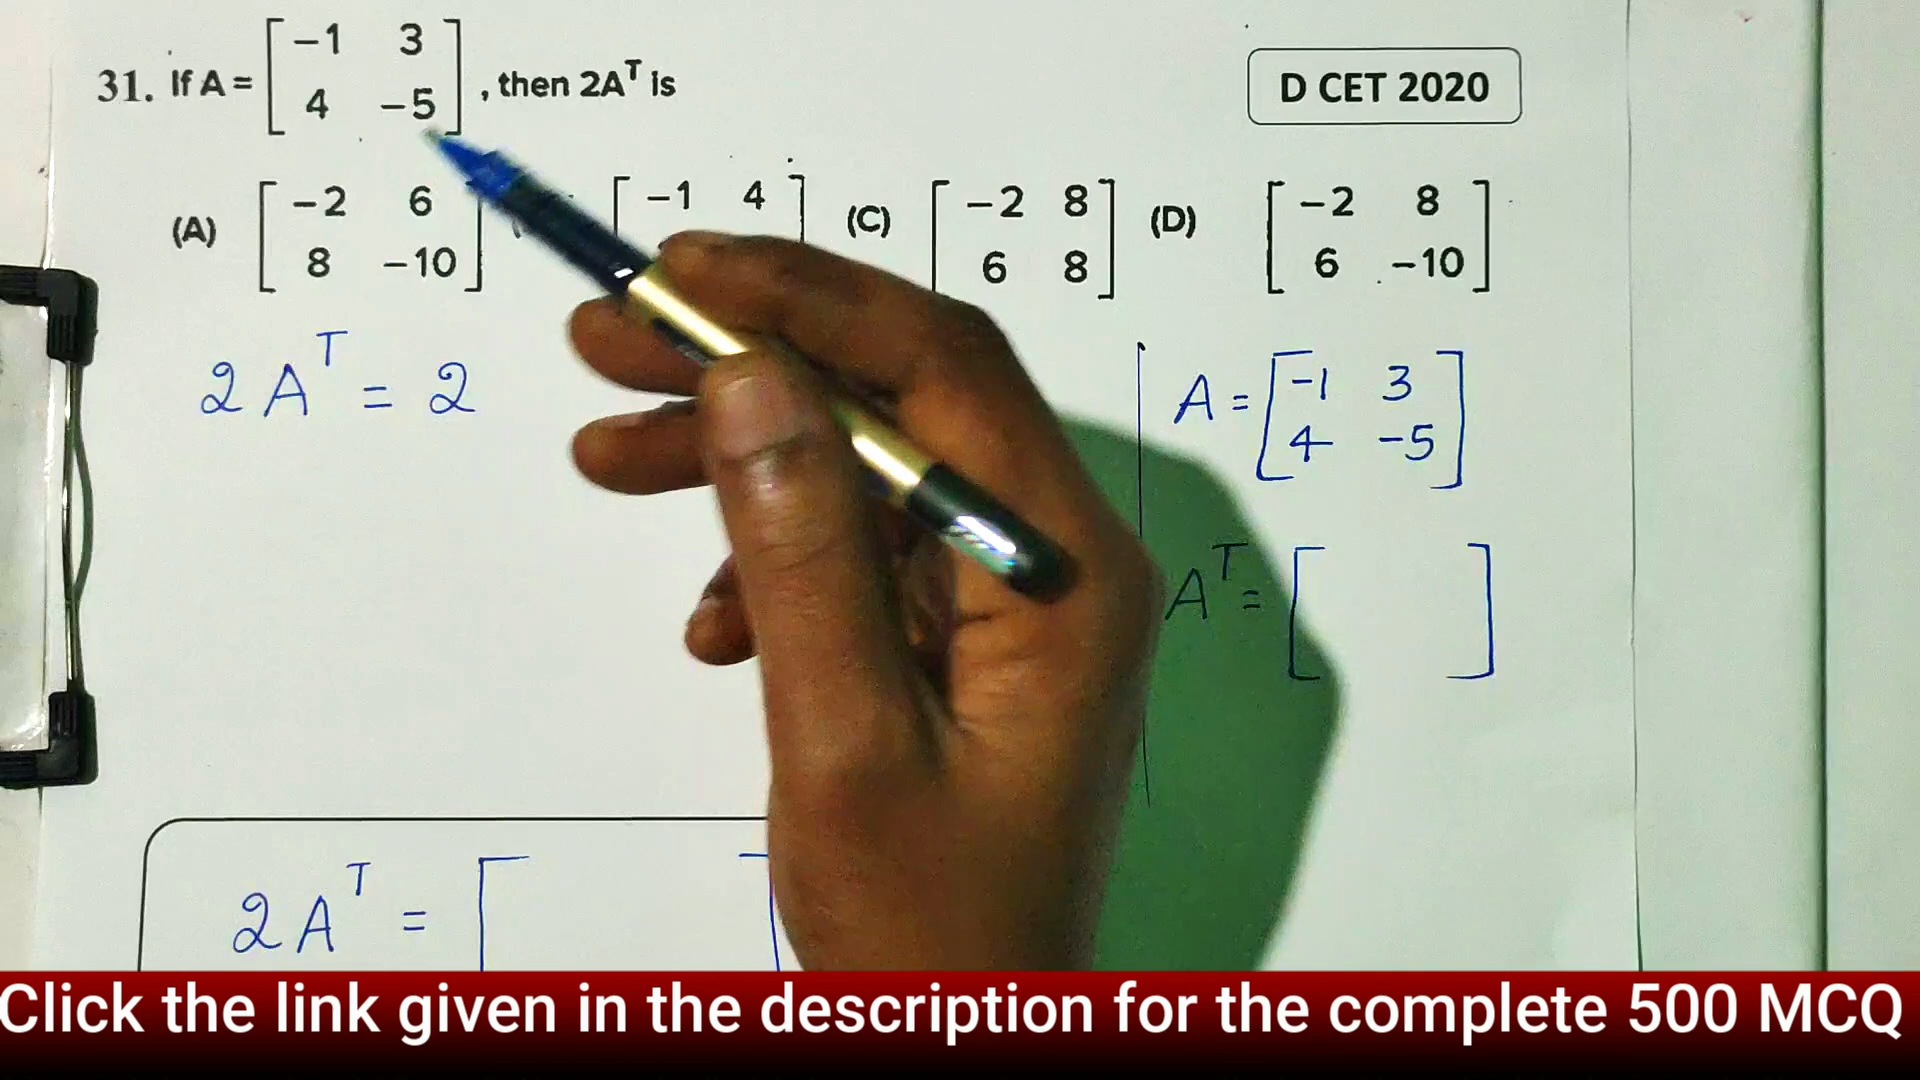 31. If A = [ -1 3 ] , then 2Aᵀ is
[ 4 -5 ]
D CET 2020
(A) [ -2 6 ] [ -1 4 ] (C) [ -2 8 ] (D) [ -2 8 ]
[ 8 -10 ] [ 6 8 ] [ 6 -10 ]
2Aᵀ = 2
A = [ -1 3 ]
[ 4 -5 ]
Aᵀ = [ ]
2Aᵀ = [
Click the link given in the description for the complete 500 MCQ